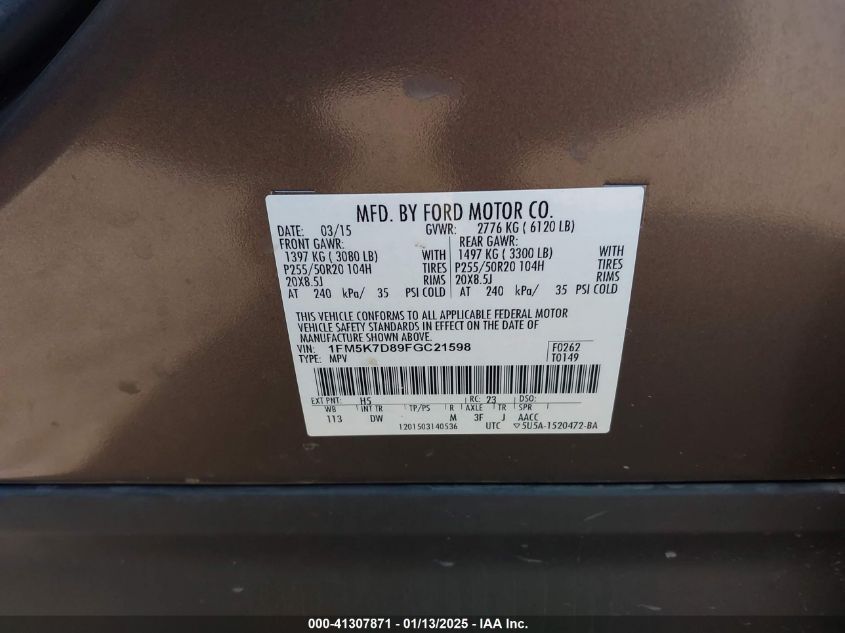 MFD. BY FORD MOTOR CO.
DATE: 03/15 GVWR: 2776 KG ( 6120 LB)
FRONT GAWR: REAR GAWR:
1397 KG ( 3080 LB) WITH 1497 KG ( 3300 LB) WITH
P255/50R20 104H TIRES P255/50R20 104H TIRES
20X8.5J RIMS 20X8.5J RIMS
AT 240 kPa/ 35 PSI COLD AT 240 kPa/ 35 PSI COLD
THIS VEHICLE CONFORMS TO ALL APPLICABLE FEDERAL MOTOR
VEHICLE SAFETY STANDARDS IN EFFECT ON THE DATE OF
MANUFACTURE SHOWN ABOVE.
VIN: 1FM5K7D89FGC21598 F0262
TYPE: MPV T0149
EXT PNT: H5 RC: 23 DSO:
WB INT TR TP/PS R AXLE TR SPR
113 DW M 3F J AACC
1201503140536 UTC ▽5U5A-1520472-BA
000-41307871 - 01/13/2025 - IAA Inc.